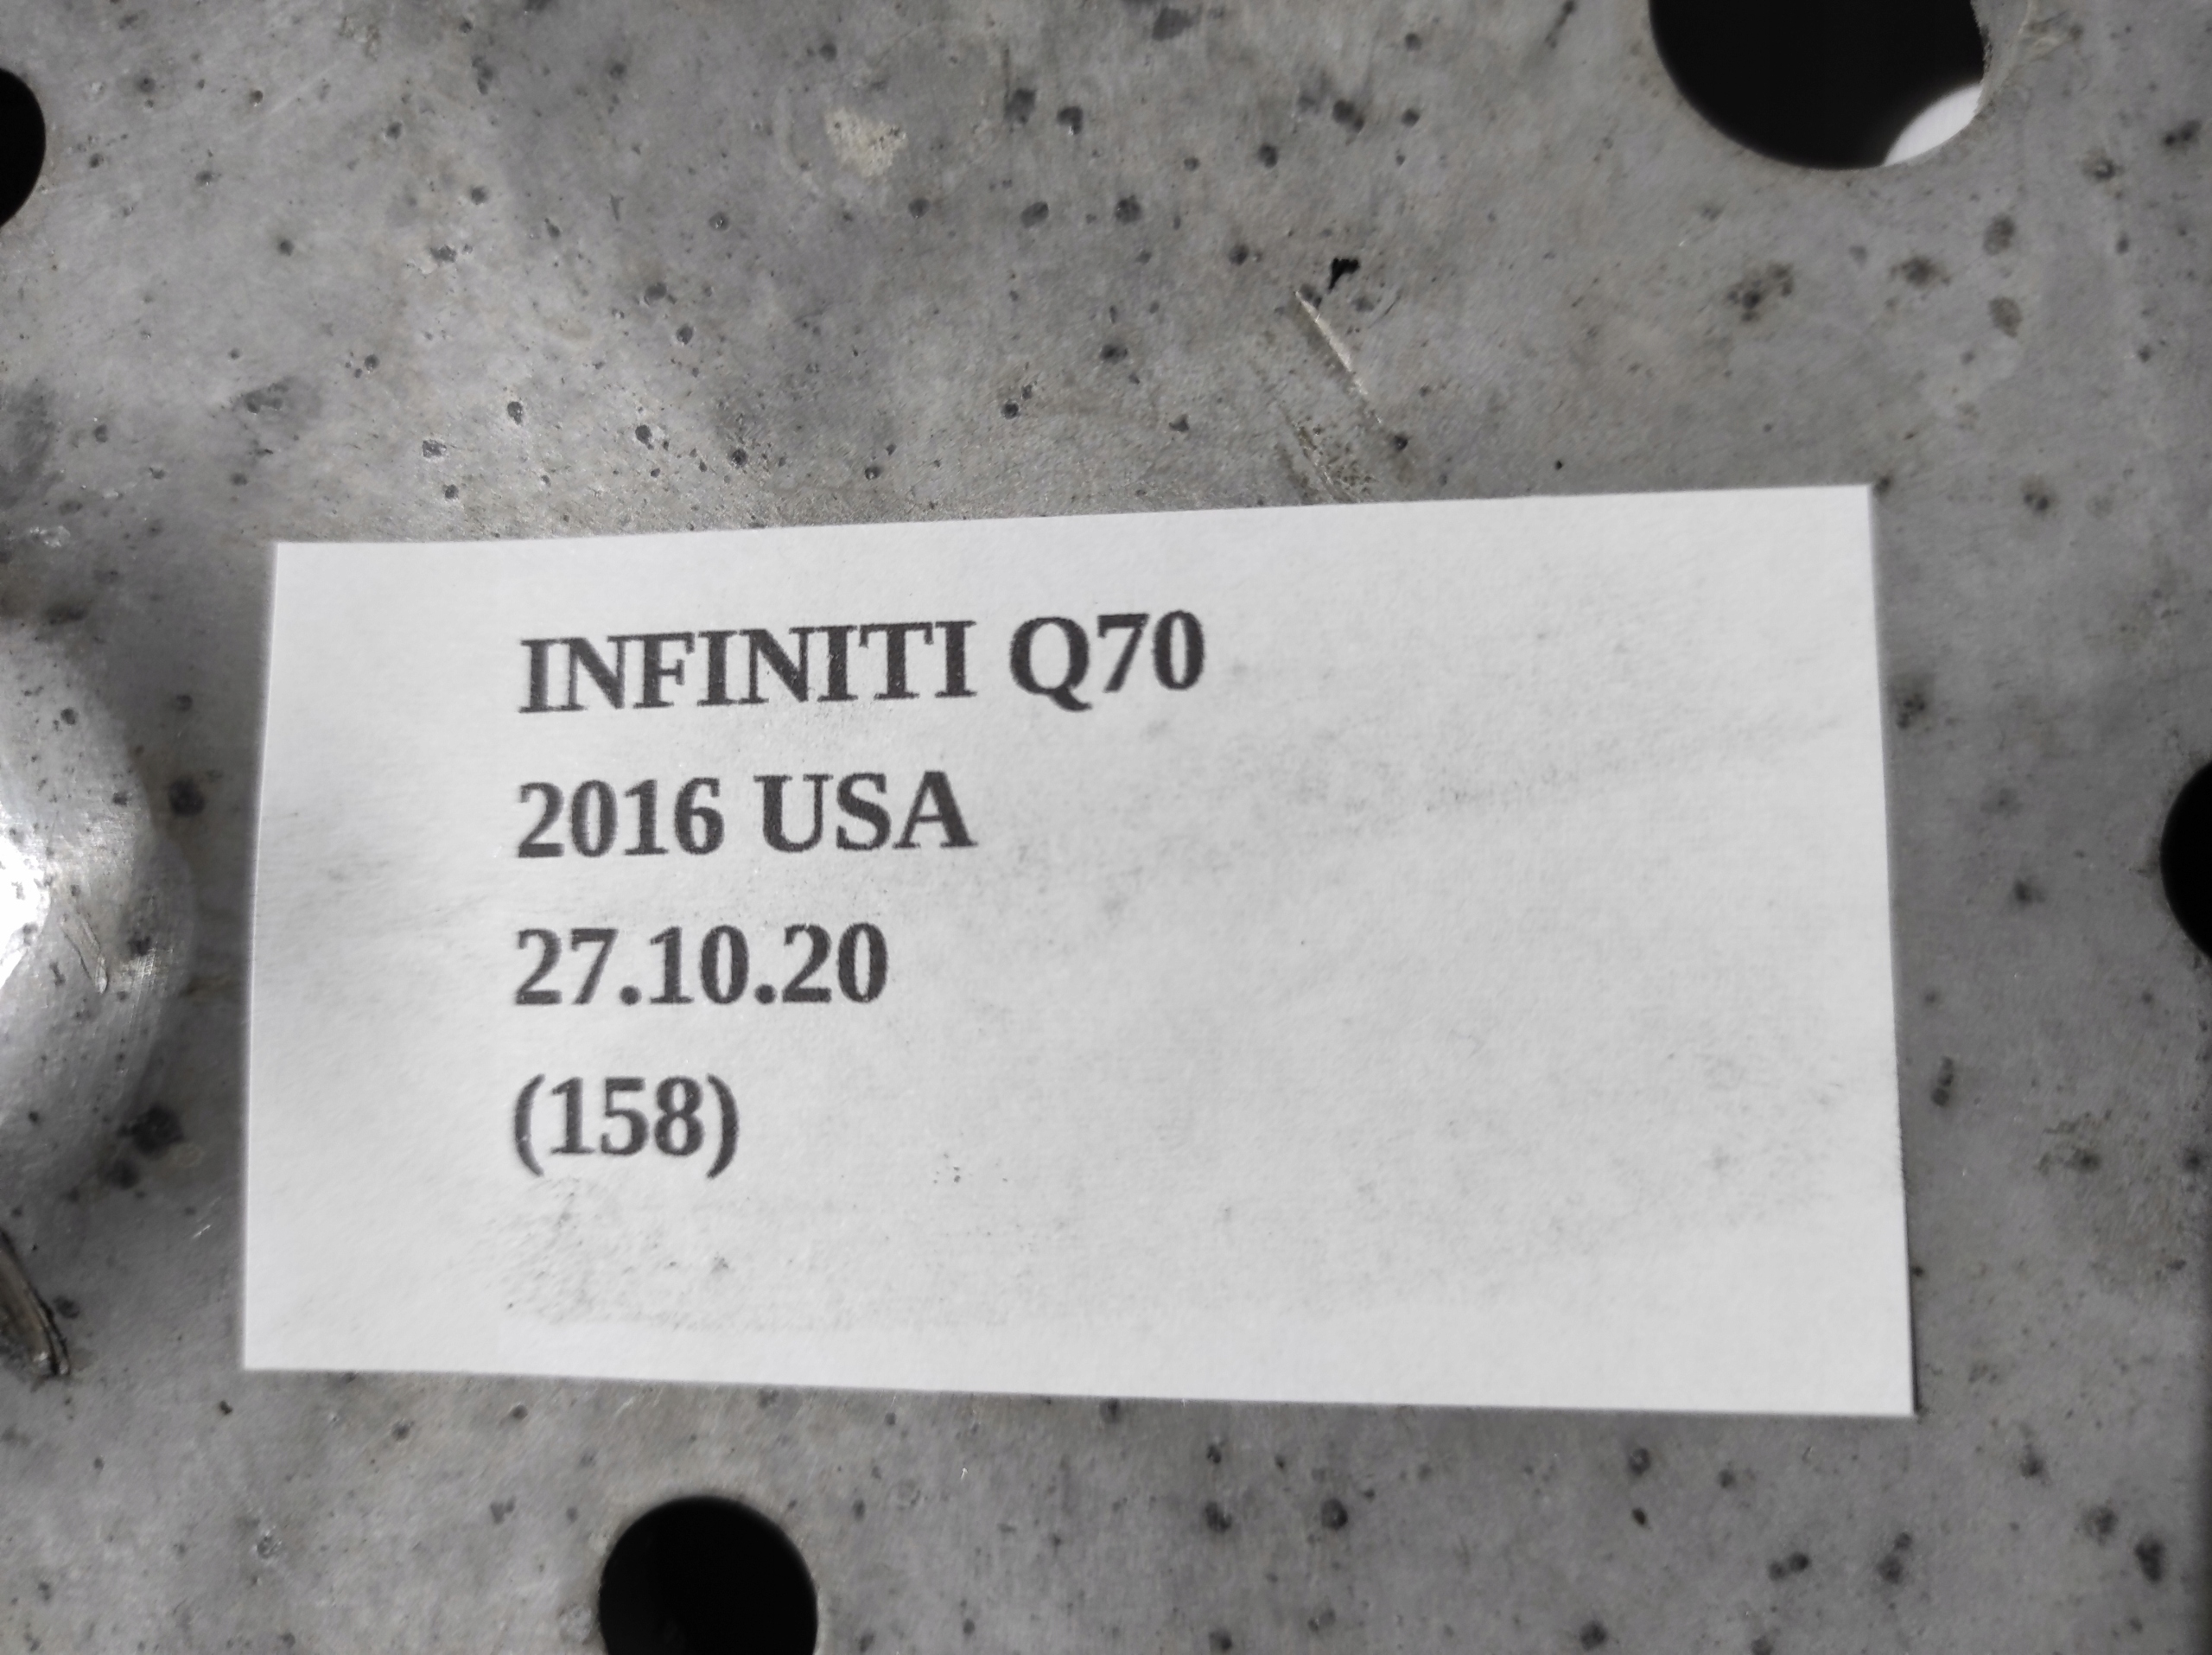 INFINITI Q70
2016 USA
27.10.20
(158)